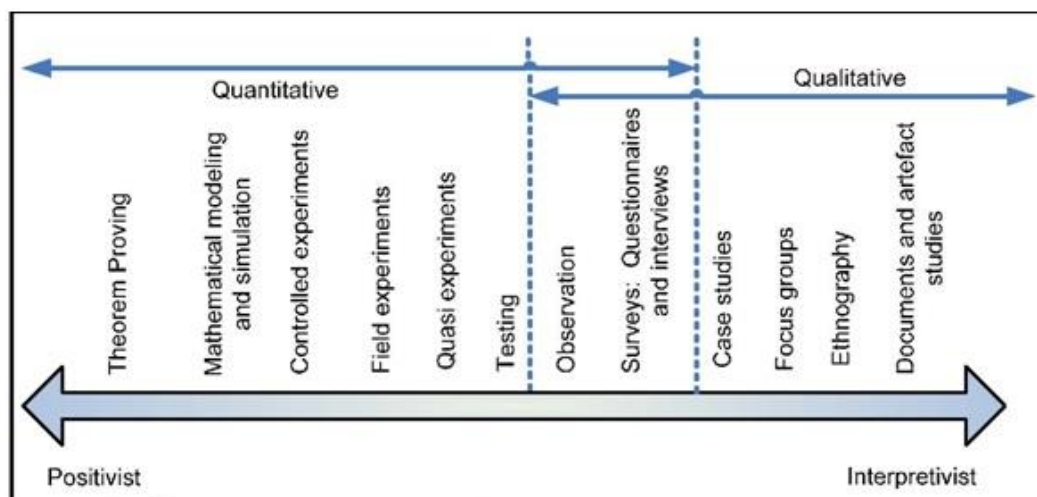 Quantitative
Qualitative
Theorem Proving
Mathematical modeling
and simulation
Controlled experiments
Field experiments
Quasi experiments
Testing
Observation
Surveys: Questionnaires
and interviews
Case studies
Focus groups
Ethnography
Documents and artefact
studies
Positivist
Interpretivist